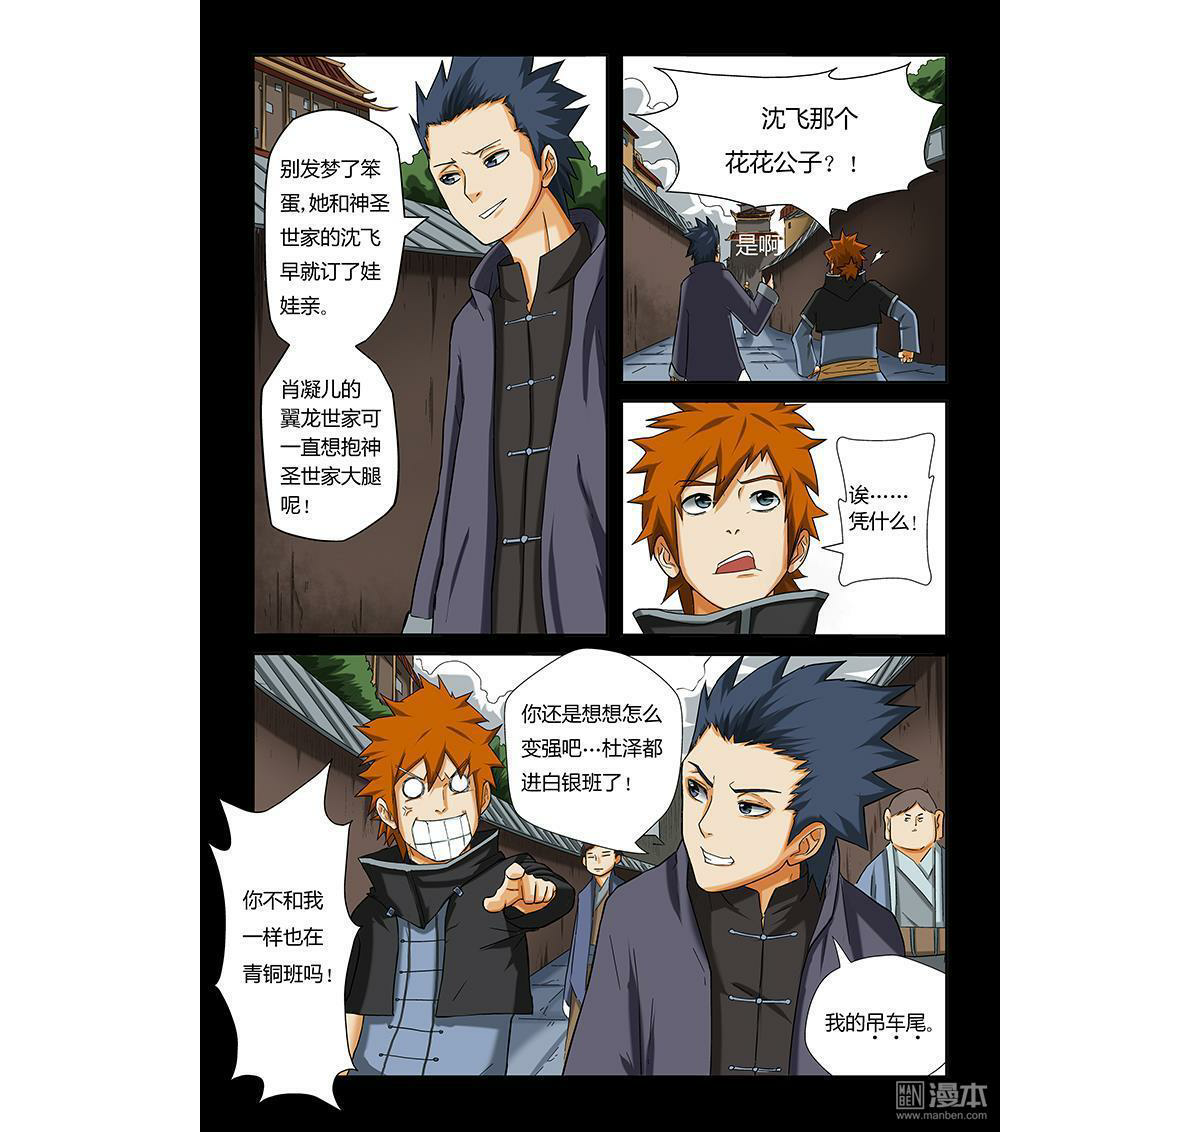 别发梦了笨
蛋,她和神圣
世家的沈飞
早就订了娃
娃亲。
肖凝儿的
翼龙世家可
一直想抱神
圣世家大腿
呢！
沈飞那个
花花公子？！
是啊
诶……
凭什么！
你还是想想怎么
变强吧…杜泽都
进白银班了！
你不和我
一样也在
青铜班吗！
我的吊车尾。
MAN
BEN
漫本
www.manben.com